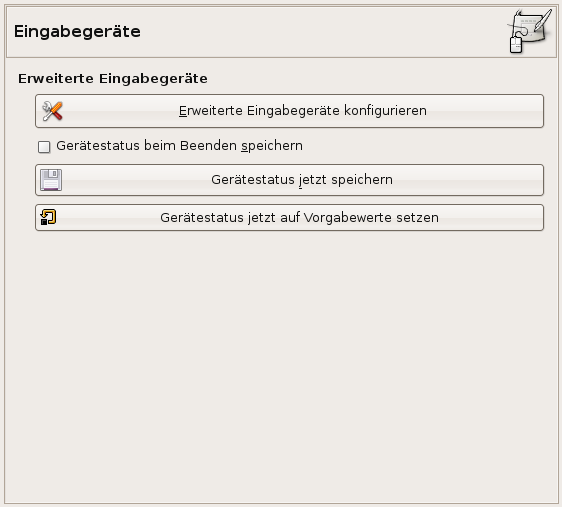 Eingabegeräte
Erweiterte Eingabegeräte
Erweiterte Eingabegeräte konfigurieren
Gerätestatus beim Beenden speichern
Gerätestatus jetzt speichern
Gerätestatus jetzt auf Vorgabewerte setzen